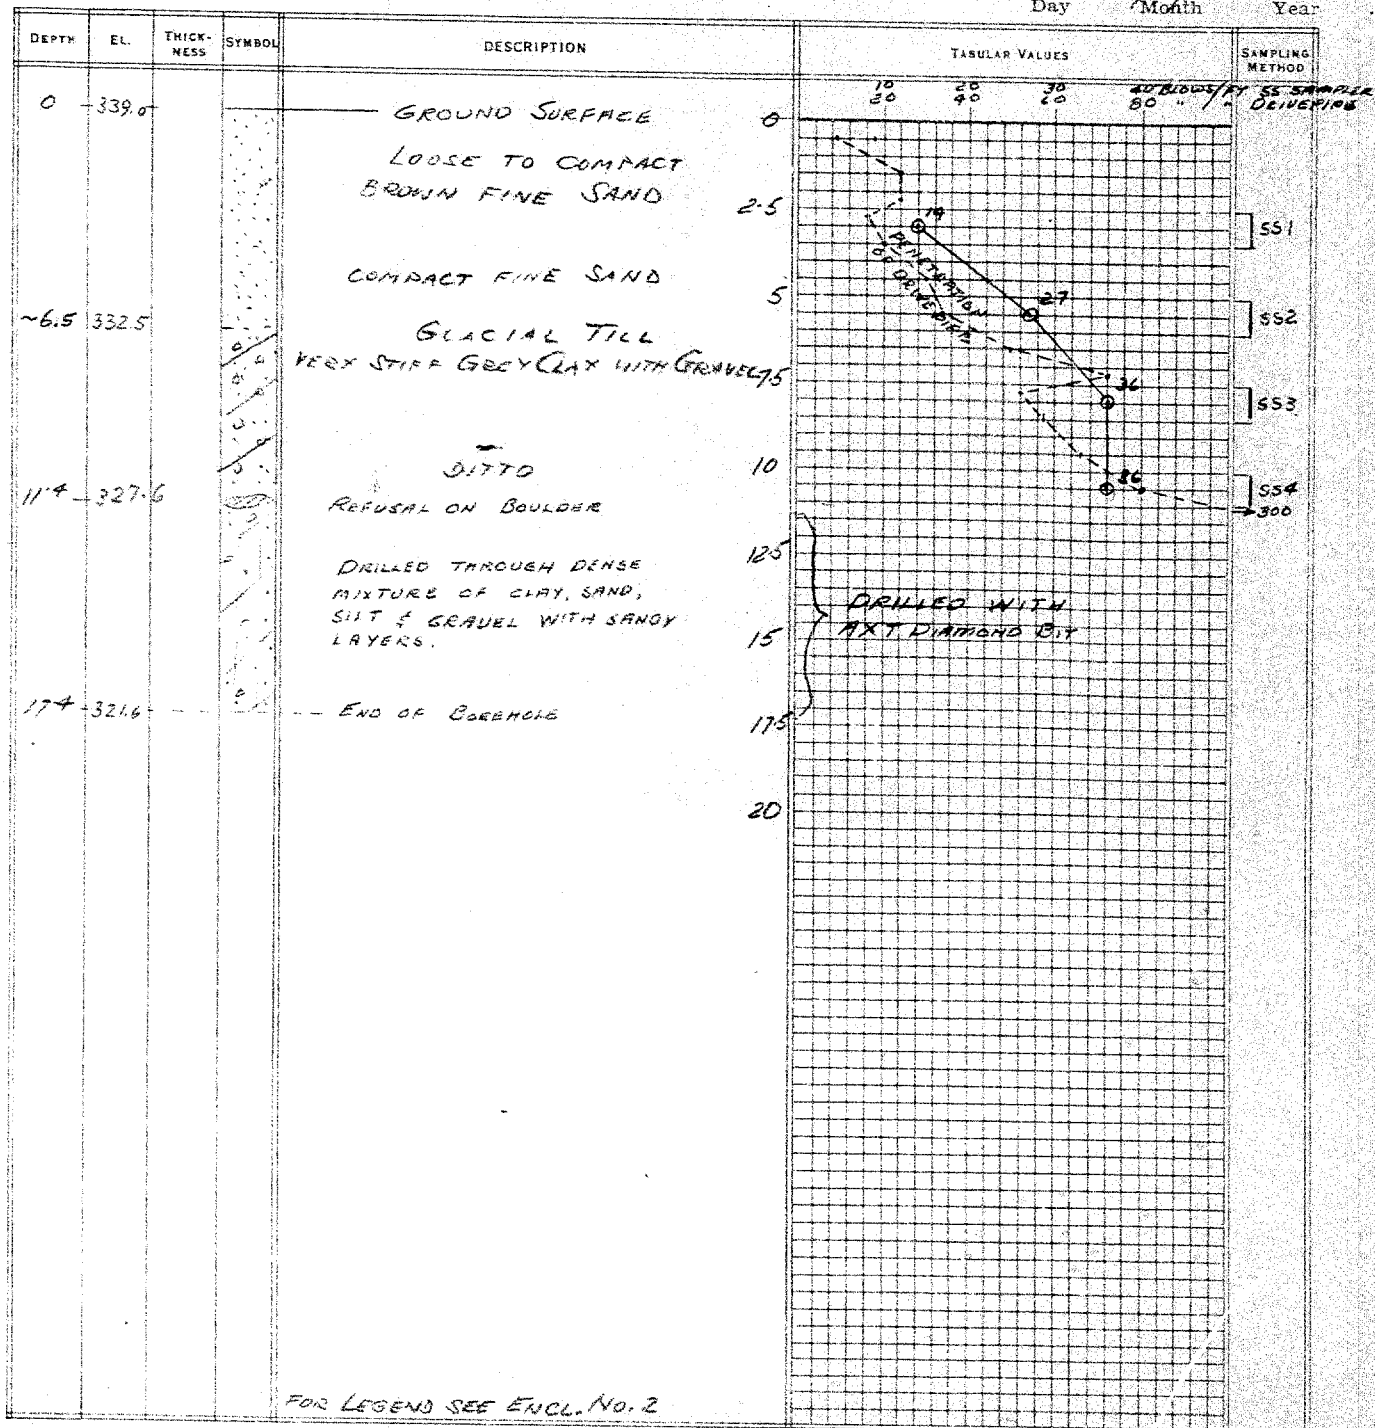 Day Month Year
DEPTH EL. THICK-NESS SYMBOL DESCRIPTION TABULAR VALUES SAMPLING METHOD
10 20 30 40 BLOWS/FT SS SAMPLER
20 40 60 80 " " DRIVEPIPE
0 339.0 GROUND SURFACE 0
LOOSE TO COMPACT
BROWN FINE SAND
2.5
19
SS1
PENETRATION
OF DRIVEPIPE
COMPACT FINE SAND
5
27
~6.5 332.5
SS2
GLACIAL TILL
VERY STIFF GREY CLAY WITH GRAVEL
7.5
36
SS3
DITTO
10
36
SS4
300
11.4 327.6
REFUSAL ON BOULDER
12.5
DRILLED THROUGH DENSE
MIXTURE OF CLAY, SAND,
SILT & GRAVEL WITH SANDY
LAYERS.
DRILLED WITH
AXT DIAMOND BIT
15
17.4 321.6 END OF BOREHOLE
17.5
20
FOR LEGEND SEE ENCL. NO. 2